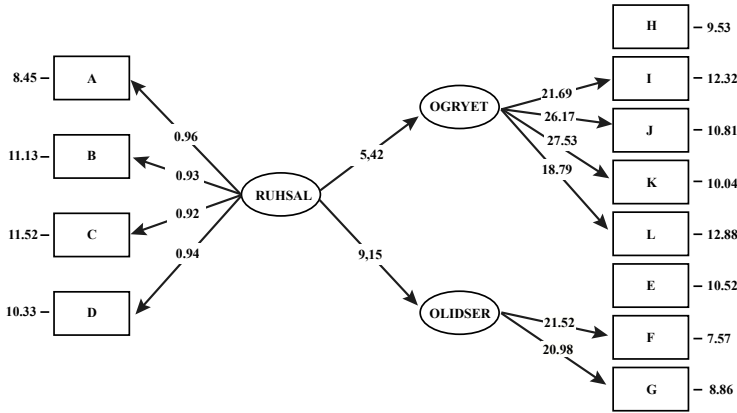 H
9.53
8.45
A
I
12.32
21.69
OGRYET
26.17
J
10.81
0.96
27.53
11.13
B
5,42
18.79
K
10.04
0.93
RUHSAL
0.92
11.52
C
L
12.88
0.94
9,15
E
10.52
10.33
D
OLIDSER
21.52
F
7.57
20.98
G
8.86